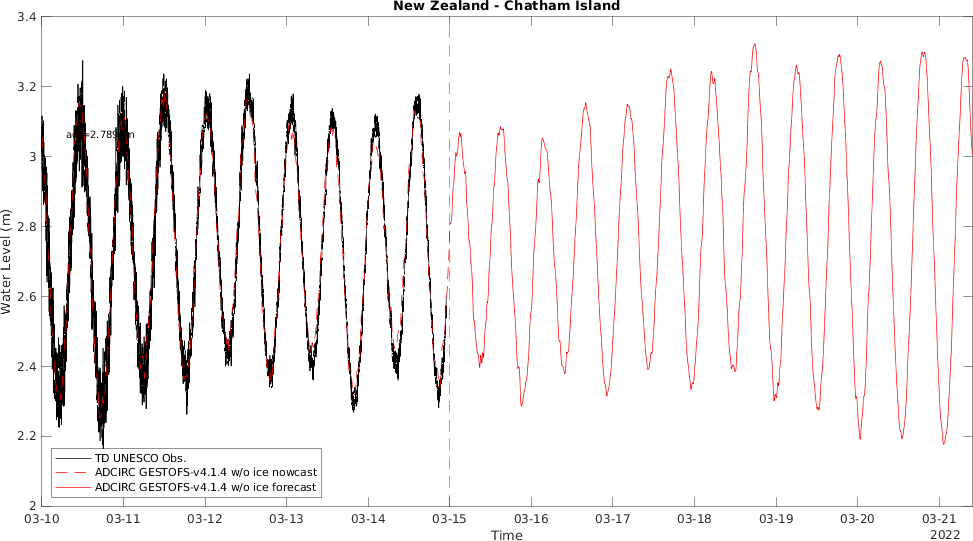 New Zealand - Chatham Island
3.4
3.2
3
2.8
2.6
2.4
2.2
2
Water Level (m)
TD UNESCO Obs.
ADCIRC GESTOFS-v4.1.4 w/o ice nowcast
ADCIRC GESTOFS-v4.1.4 w/o ice forecast
03-10 03-11 03-12 03-13 03-14 03-15 03-16 03-17 03-18 03-19 03-20 03-21
Time 2022